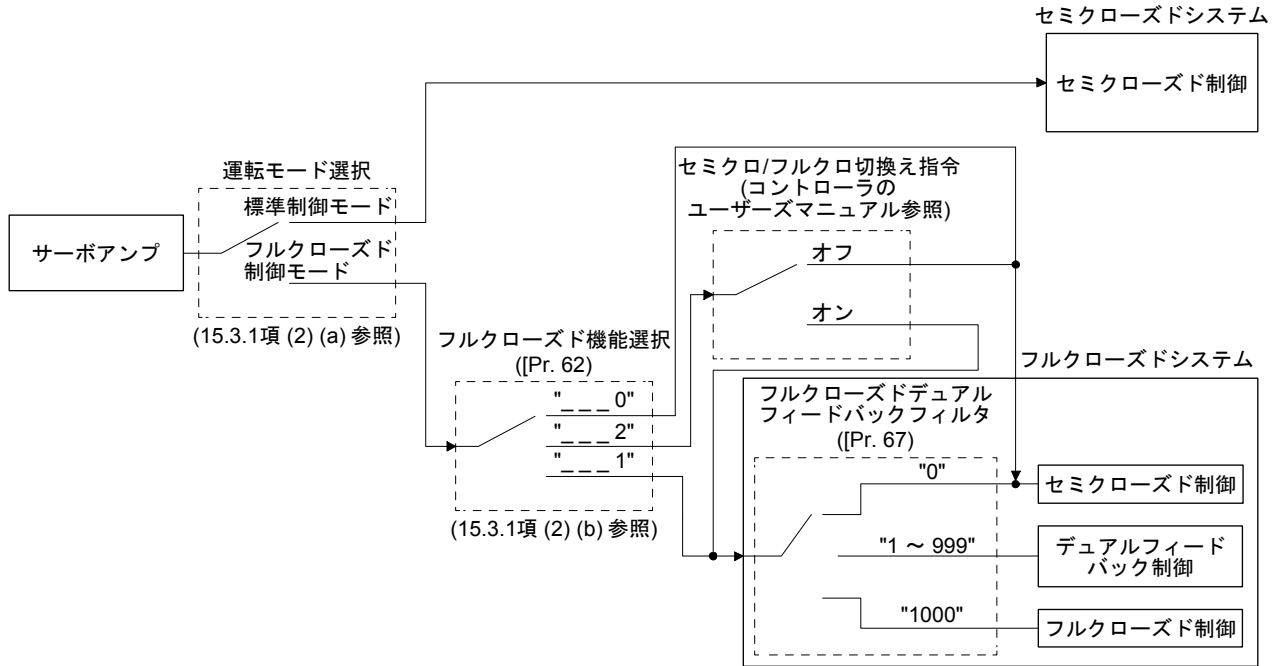 セミクローズドシステム
セミクローズド制御
運転モード選択
標準制御モード
フルクローズド
制御モード
サーボアンプ
(15.3.1項 (2) (a) 参照)
セミクロ/フルクロ切換え指令
(コントローラの
ユーザーズマニュアル参照)
オフ
オン
フルクローズド機能選択
([Pr. 62)
"_ _ _ 0"
"_ _ _ 2"
"_ _ _ 1"
(15.3.1項 (2) (b) 参照)
フルクローズドシステム
フルクローズドデュアル
フィードバックフィルタ
([Pr. 67)
"0"
セミクローズド制御
"1 ～ 999"
デュアルフィード
バック制御
"1000"
フルクローズド制御